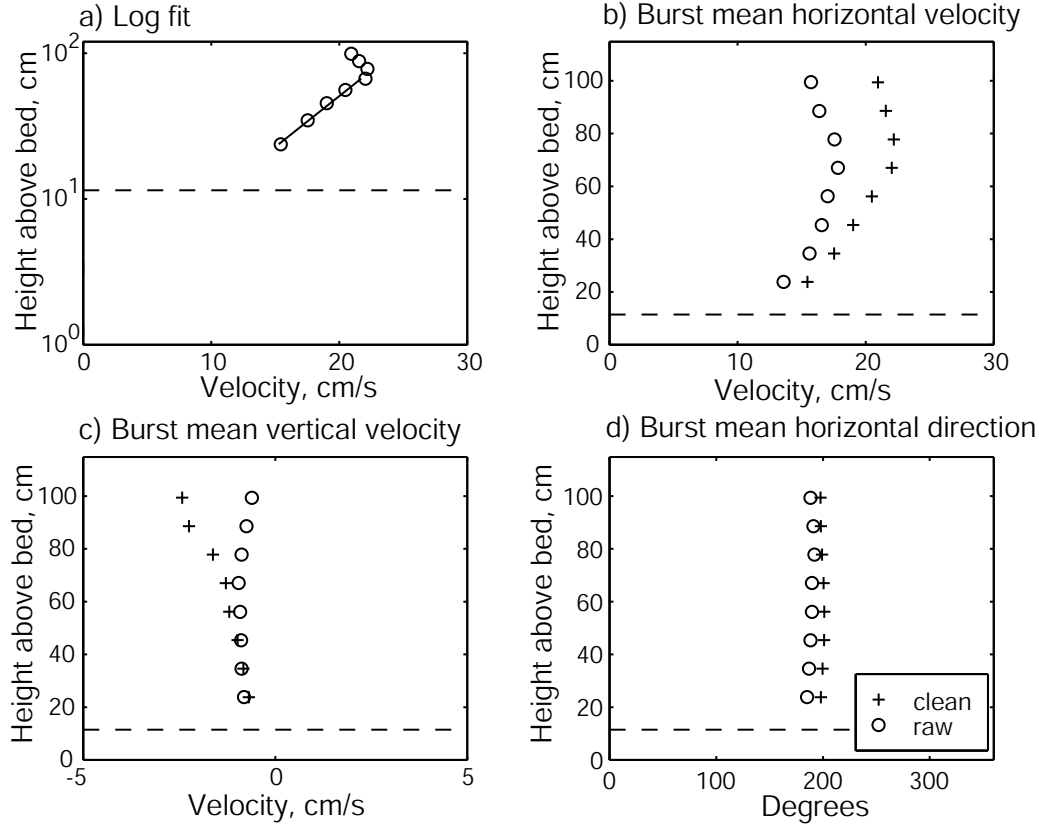 a) Log fit
10^2
10^1
10^0
Height above bed, cm
0
10
20
30
Velocity, cm/s
b) Burst mean horizontal velocity
100
80
60
40
20
0
Height above bed, cm
0
10
20
30
Velocity, cm/s
c) Burst mean vertical velocity
100
80
60
40
20
0
Height above bed, cm
-5
0
5
Velocity, cm/s
d) Burst mean horizontal direction
100
80
60
40
20
0
Height above bed, cm
0
100
200
300
Degrees
clean
raw